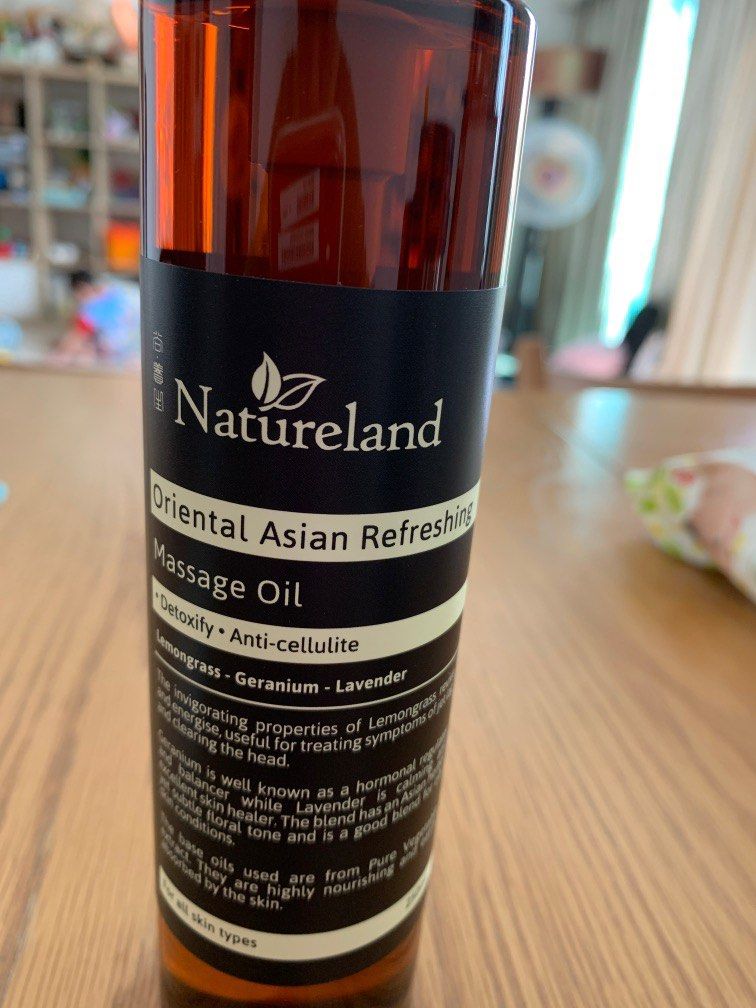 Natureland
Oriental Asian Refreshing
Massage Oil
• Detoxify • Anti-cellulite
Lemongrass - Geranium - Lavender
The invigorating properties of Lemongrass
and energise, useful for treating symptoms of jet
and clearing the head.
Geranium is well known as a hormonal
and balancer while Lavender is calming
excellent skin healer. The blend has an Asian
of subtle floral tone and is a good blend for
skin conditions.
base oils used are from Pure
They are highly nourishing and
absorbed by the skin.
For all skin types